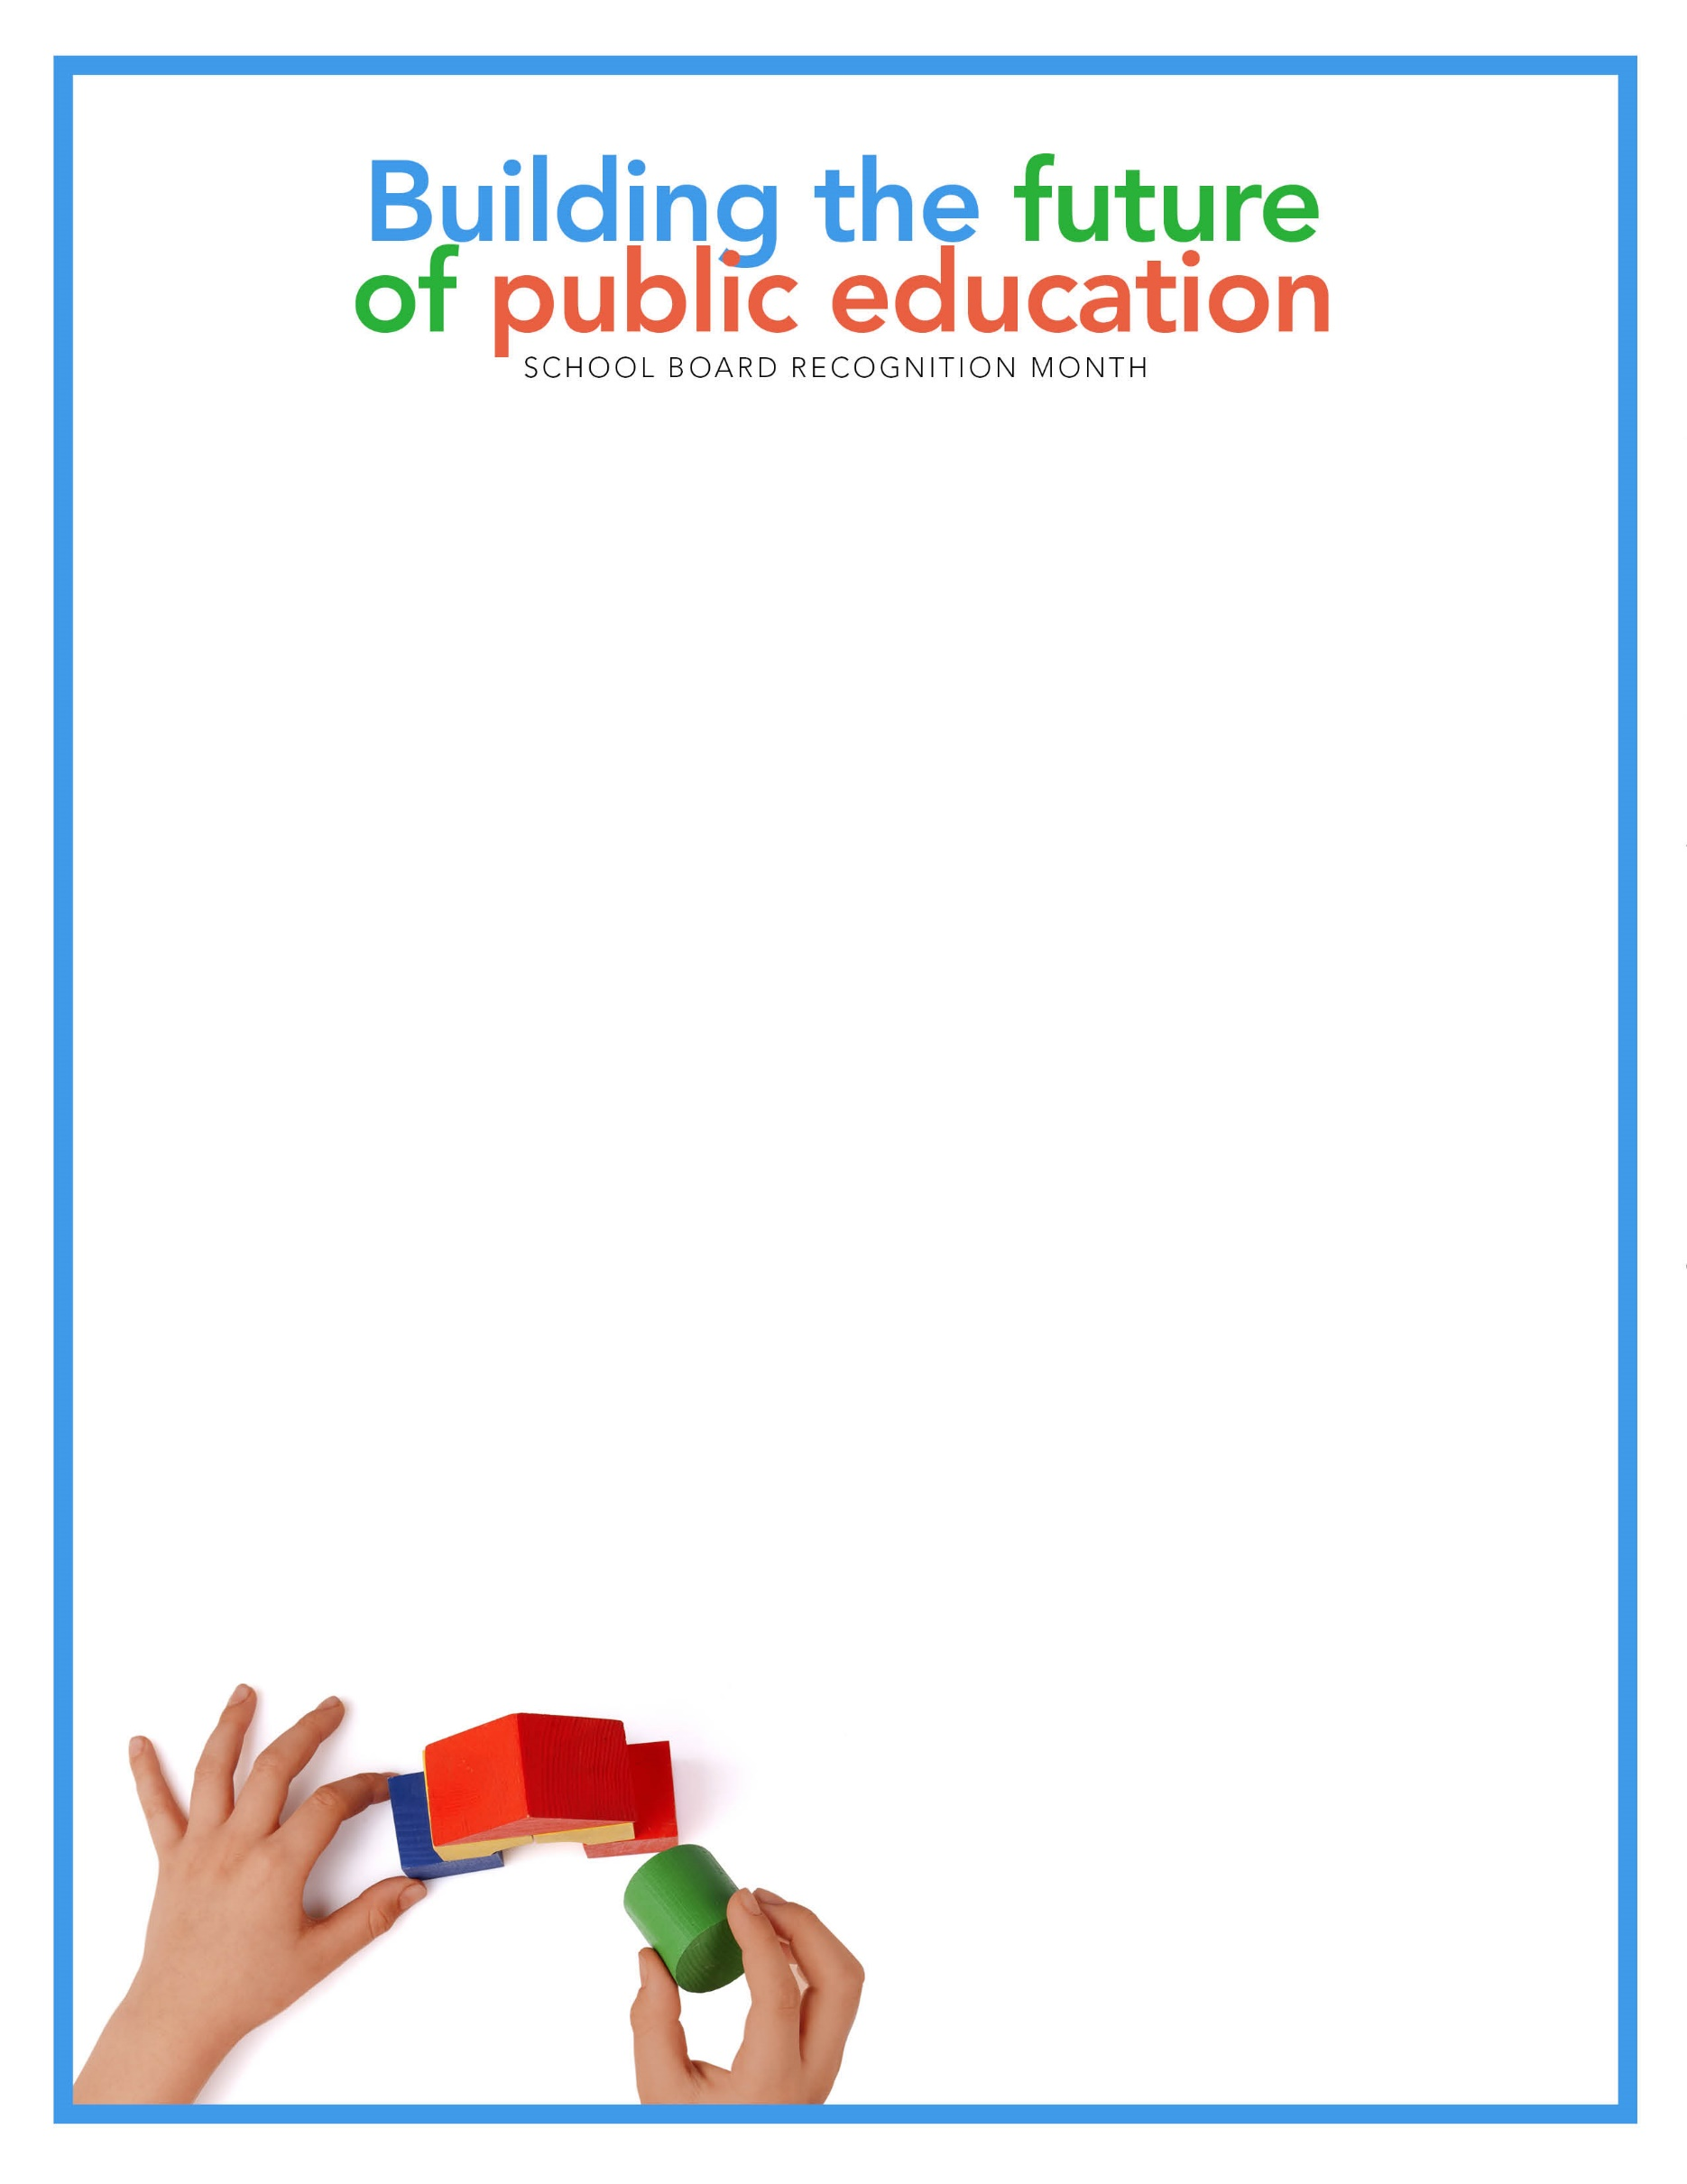 Building the future
of public education
SCHOOL BOARD RECOGNITION MONTH